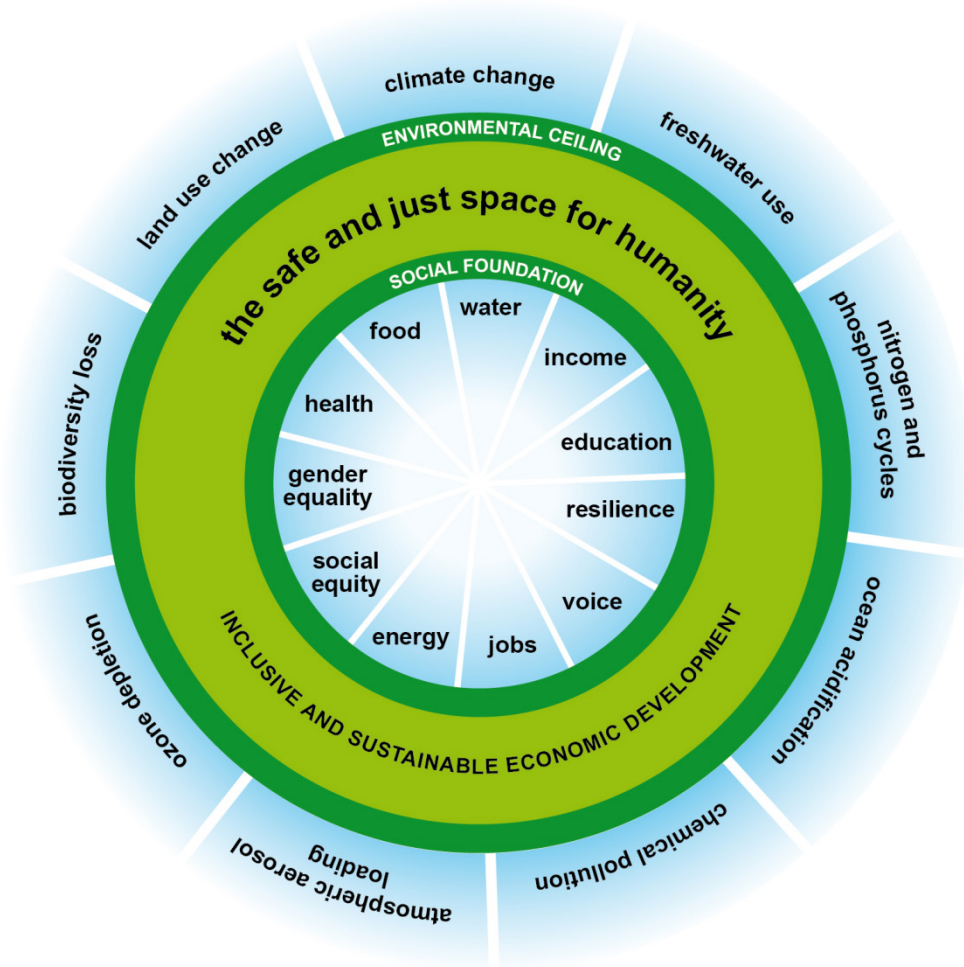 climate change
freshwater use
nitrogen and
phosphorus cycles
ocean acidification
chemical pollution
atmospheric aerosol
loading
ozone depletion
biodiversity loss
land use change
ENVIRONMENTAL CEILING
the safe and just space for humanity
SOCIAL FOUNDATION
water
income
education
resilience
voice
jobs
energy
social
equity
gender
equality
health
food
INCLUSIVE AND SUSTAINABLE ECONOMIC DEVELOPMENT